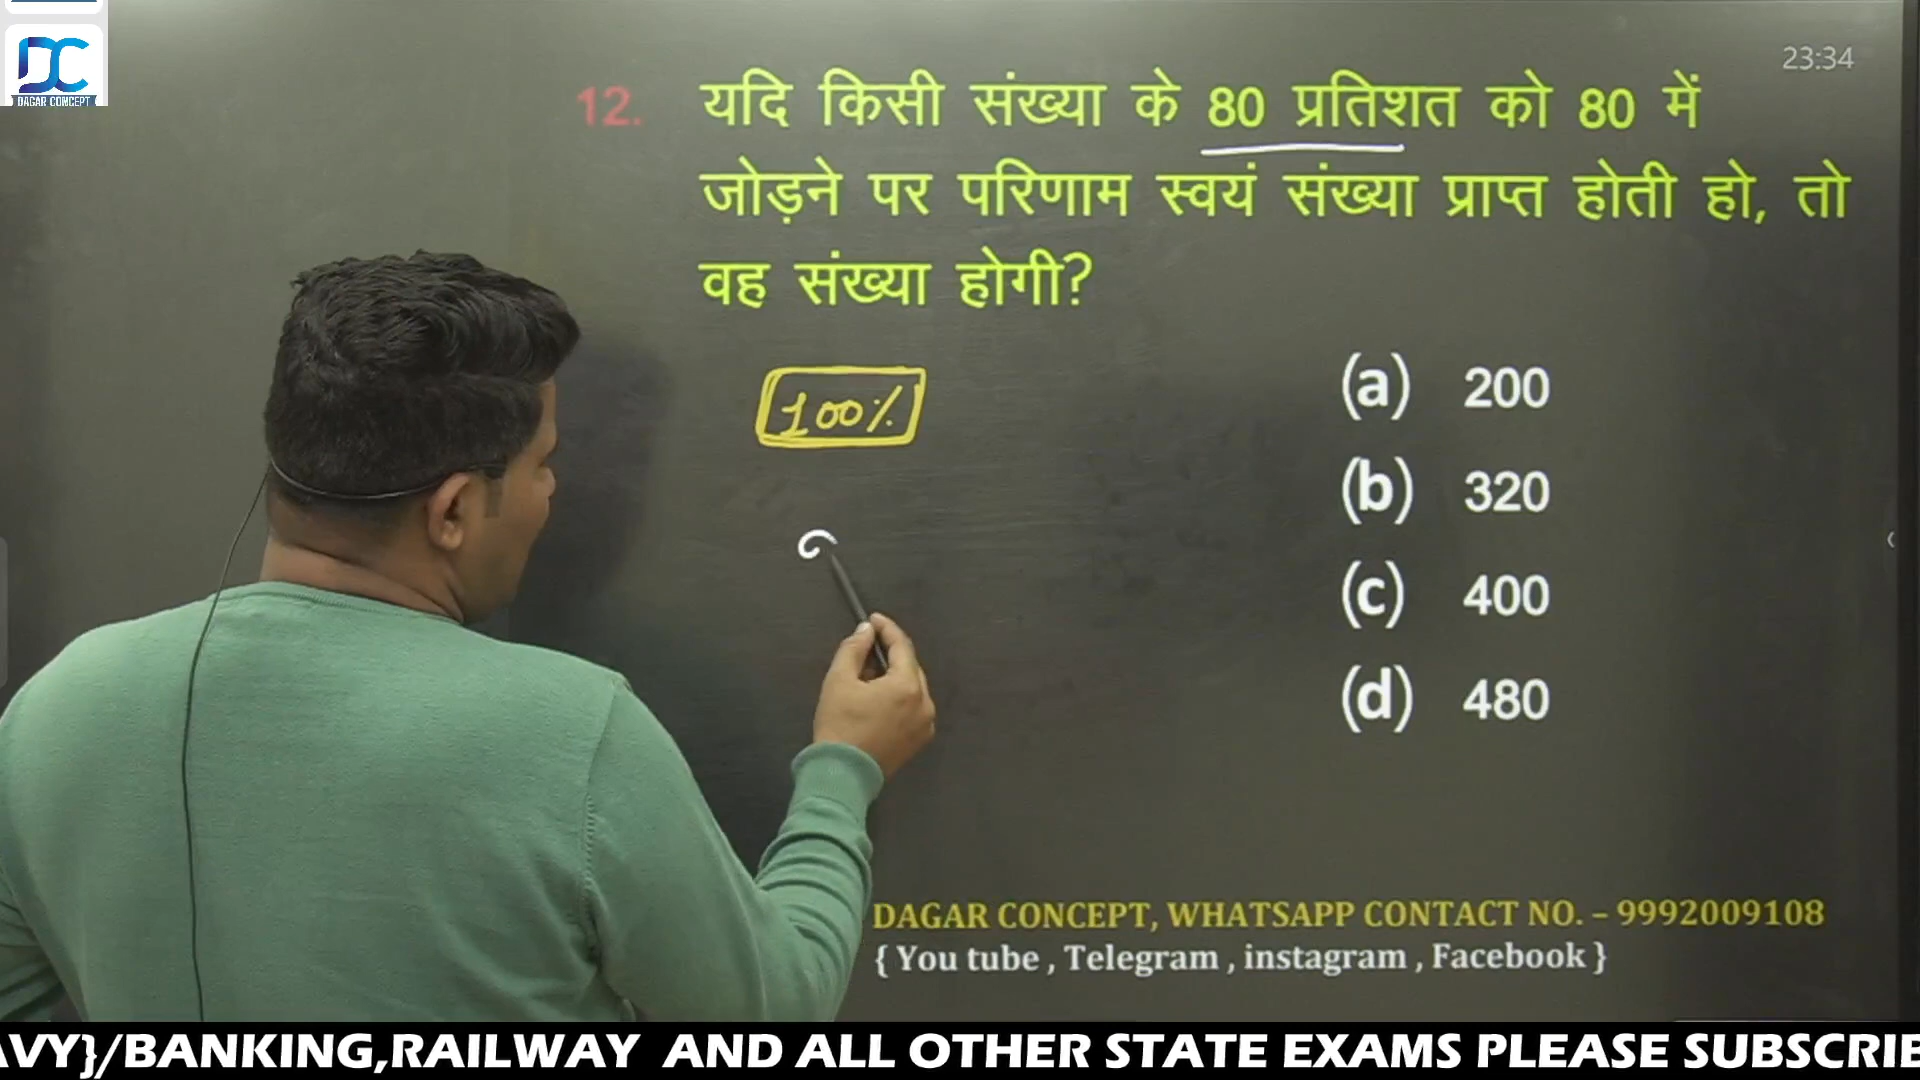 DC
DAGAR CONCEPT
23:34
12. यदि किसी संख्या के 80 प्रतिशत को 80 में
जोड़ने पर परिणाम स्वयं संख्या प्राप्त होती हो, तो
वह संख्या होगी?
100%
(a) 200
(b) 320
(c) 400
(d) 480
DAGAR CONCEPT, WHATSAPP CONTACT NO. – 9992009108
{ You tube , Telegram , instagram , Facebook }
AVY}/BANKING,RAILWAY AND ALL OTHER STATE EXAMS PLEASE SUBSCRIE